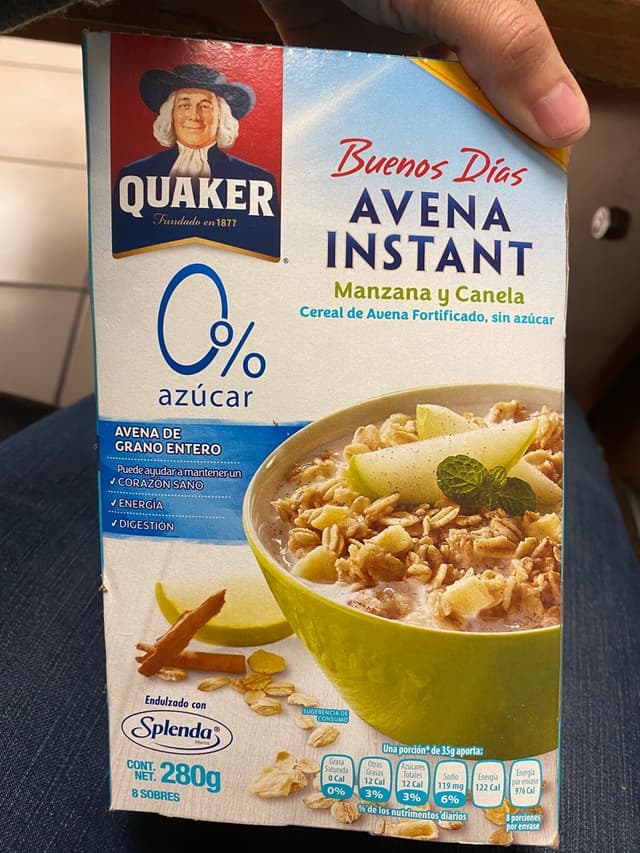 QUAKER
Fundado en 1877
Buenos Días
AVENA
INSTANT
Manzana y Canela
Cereal de Avena Fortificado, sin azúcar
0%
azúcar
AVENA DE
GRANO ENTERO
Puede ayudar a mantener un
✓ CORAZÓN SANO
✓ ENERGÍA
✓ DIGESTIÓN
Endulzado con
Splenda®
CONT.
NET. 280g
8 SOBRES
SUGERENCIA DE
CONSUMO
Una porción* de 35g aporta:
Grasa
Saturada
0 Cal
0%
Otras
Grasas
12 Cal
3%
Azúcares
Totales
12 Cal
3%
Sodio
119 mg
6%
Energía
122 Cal
Energía
por envase
976 Cal
% de los nutrimentos diarios
8 porciones
por envase